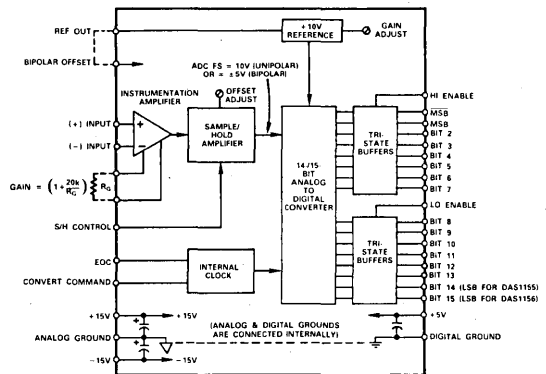 REF OUT
+10V
REFERENCE
GAIN
ADJUST
BIPOLAR OFFSET
ADC FS = 10V (UNIPOLAR)
OR = ±5V (BIPOLAR)
INSTRUMENTATION
AMPLIFIER
OFFSET
ADJUST
HI ENABLE
(+) INPUT
(−) INPUT
+
−
SAMPLE/
HOLD
AMPLIFIER
14-/15-
BIT
ANALOG
TO
DIGITAL
CONVERTER
TRI-
STATE
BUFFERS
MSB
MSB
BIT 2
BIT 3
BIT 4
BIT 5
BIT 6
BIT 7
GAIN = (1+20k/RG)
RG
LO ENABLE
S/H CONTROL
TRI-
STATE
BUFFERS
BIT 8
BIT 9
BIT 10
BIT 11
BIT 12
BIT 13
BIT 14 (LSB FOR DAS1155)
BIT 15 (LSB FOR DAS1156)
EOC
CONVERT COMMAND
INTERNAL
CLOCK
+15V
+15V
+5V
ANALOG GROUND
+
+
(ANALOG & DIGITAL GROUNDS
ARE CONNECTED INTERNALLY)
DIGITAL GROUND
−15V
−15V